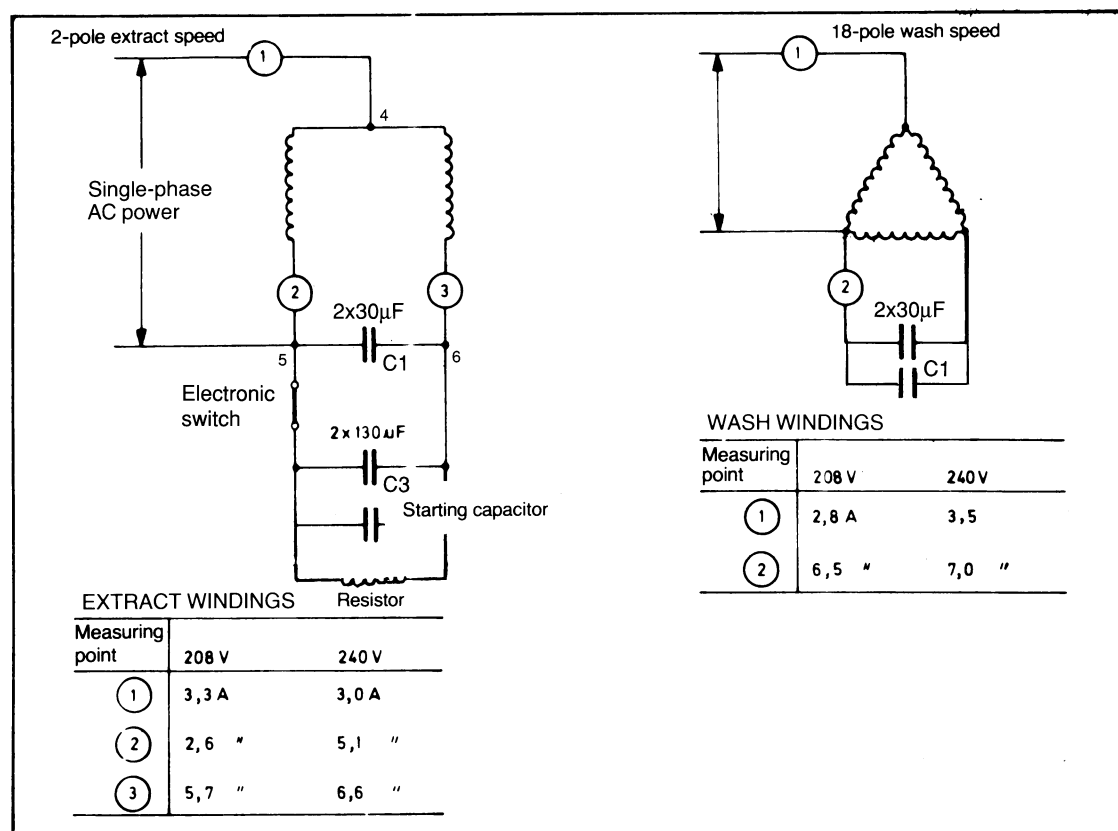 2-pole extract speed
1
4
Single-phase
AC power
2
3
2x30µF
5
C1
6
Electronic
switch
2 x 130 µF
C3
Starting capacitor
Resistor
EXTRACT WINDINGS
Measuring
point 208 V 240 V
1 3,3 A 3,0 A
2 2,6 " 5,1 "
3 5,7 " 6,6 "
18-pole wash speed
1
2
2x30µF
C1
WASH WINDINGS
Measuring
point 208 V 240 V
1 2,8 A 3,5
2 6,5 " 7,0 "